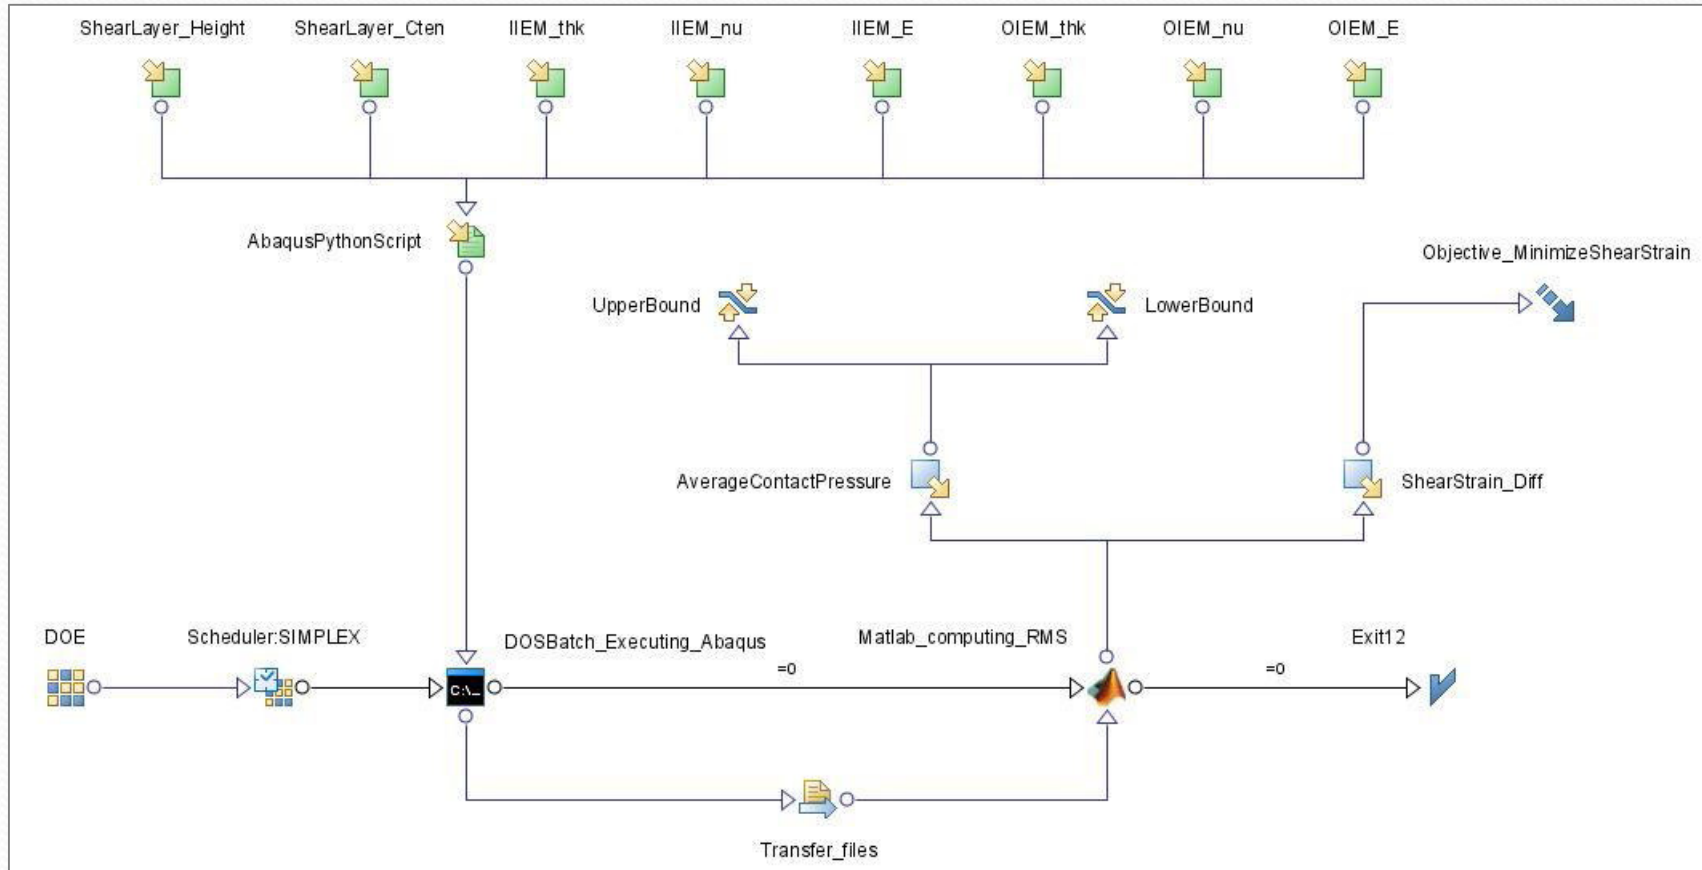 ShearLayer_Height
ShearLayer_Cten
IIEM_thk
IIEM_nu
IIEM_E
OIEM_thk
OIEM_nu
OIEM_E
AbaqusPythonScript
Objective_MinimizeShearStrain
UpperBound
LowerBound
AverageContactPressure
ShearStrain_Diff
DOE
Scheduler:SIMPLEX
DOSBatch_Executing_Abaqus
Matlab_computing_RMS
Exit12
=0
=0
C:\_
Transfer_files